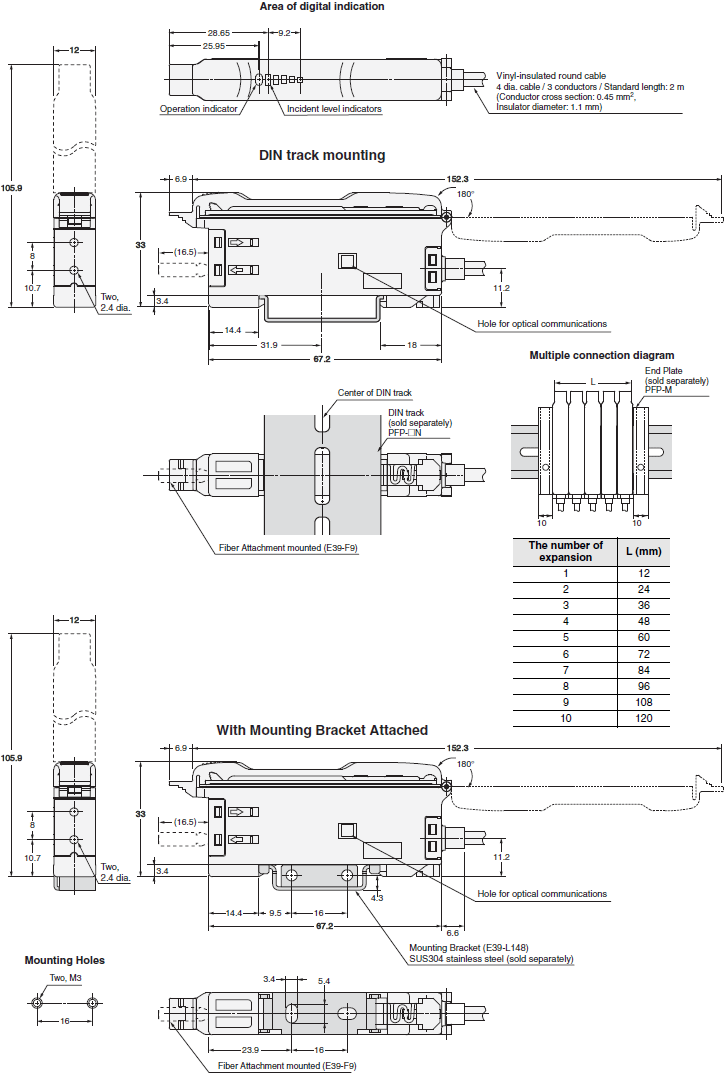 Area of digital indication
28.65
9.2
25.95
12
Vinyl-insulated round cable
4 dia. cable / 3 conductors / Standard length: 2 m
(Conductor cross section: 0.45 mm2,
Insulator diameter: 1.1 mm)
Operation indicator
Incident level indicators
DIN track mounting
6.9
152.3
180°
105.9
33
(16.5)
8
10.7
11.2
Two,
2.4 dia.
3.4
14.4
31.9
18
67.2
Hole for optical communications
Multiple connection diagram
End Plate
(sold separately)
PFP-M
L
10
10
Center of DIN track
DIN track
(sold separately)
PFP-□N
Fiber Attachment mounted (E39-F9)
The number of expansion L (mm)
1 12
2 24
3 36
4 48
5 60
6 72
7 84
8 96
9 108
10 120
12
With Mounting Bracket Attached
6.9
152.3
180°
105.9
33
(16.5)
8
10.7
11.2
Two,
2.4 dia.
3.4
4.3
14.4
9.5
16
67.2
6.6
Hole for optical communications
Mounting Bracket (E39-L148)
SUS304 stainless steel (sold separately)
Mounting Holes
Two, M3
16
3.4
5.4
23.9
16
Fiber Attachment mounted (E39-F9)